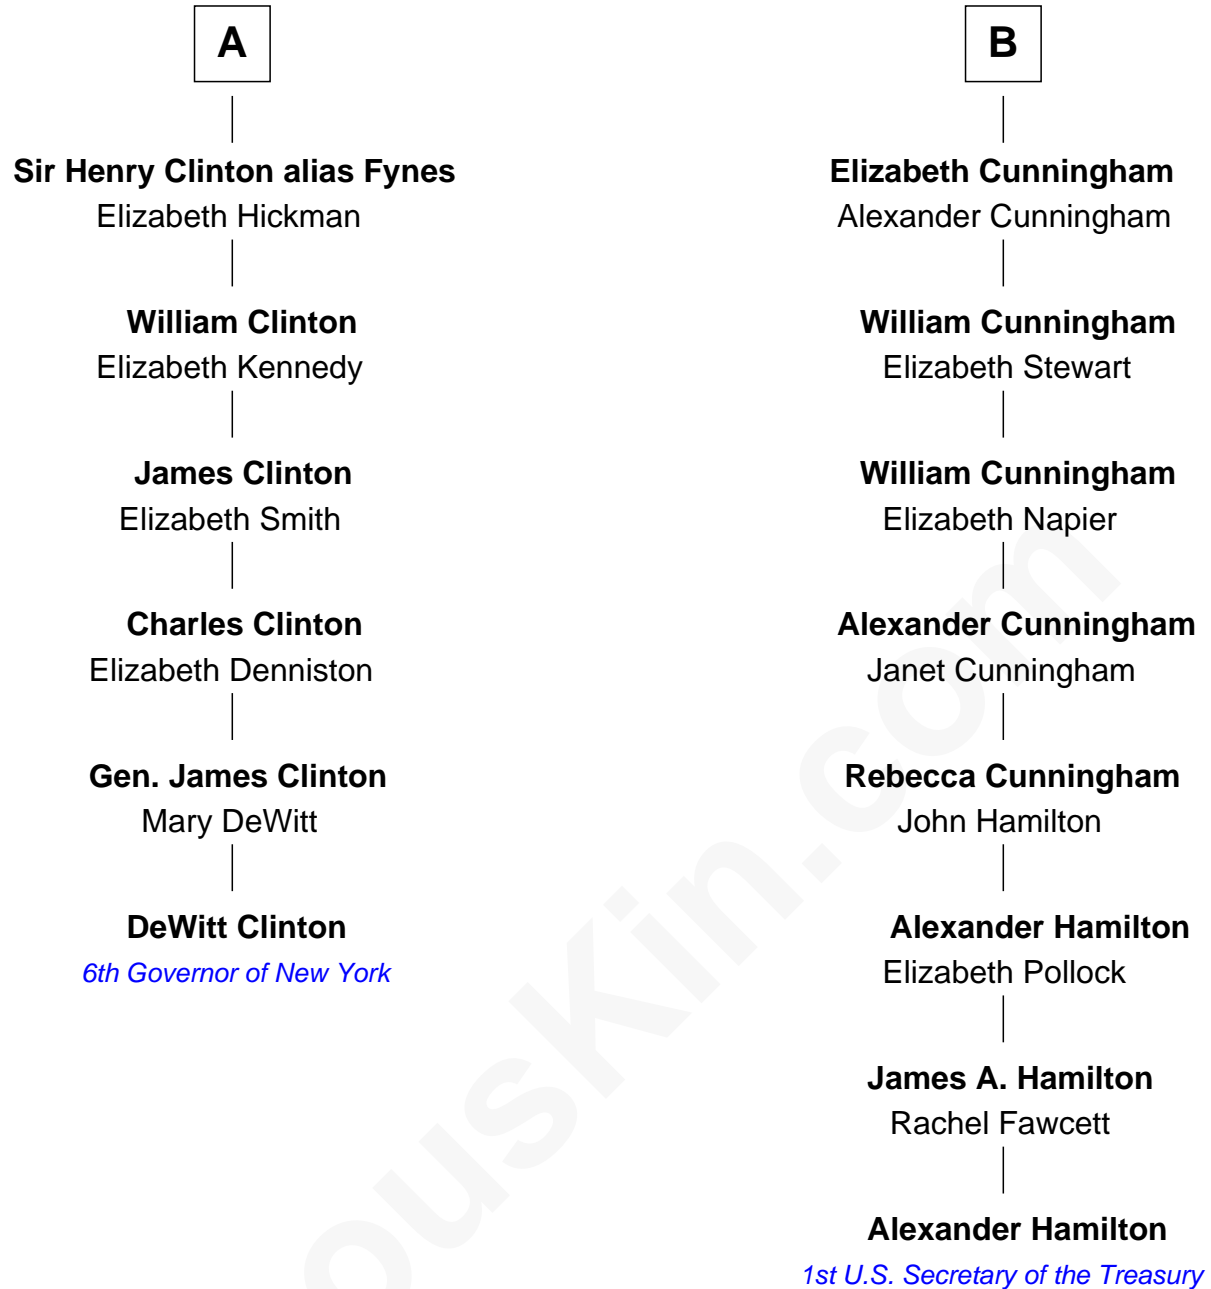 A
Sir Henry Clinton alias Fynes
Elizabeth Hickman
William Clinton
Elizabeth Kennedy
James Clinton
Elizabeth Smith
Charles Clinton
Elizabeth Denniston
Gen. James Clinton
Mary DeWitt
DeWitt Clinton
6th Governor of New York
B
Elizabeth Cunningham
Alexander Cunningham
William Cunningham
Elizabeth Stewart
William Cunningham
Elizabeth Napier
Alexander Cunningham
Janet Cunningham
Rebecca Cunningham
John Hamilton
Alexander Hamilton
Elizabeth Pollock
James A. Hamilton
Rachel Fawcett
Alexander Hamilton
1st U.S. Secretary of the Treasury
ousKin.com